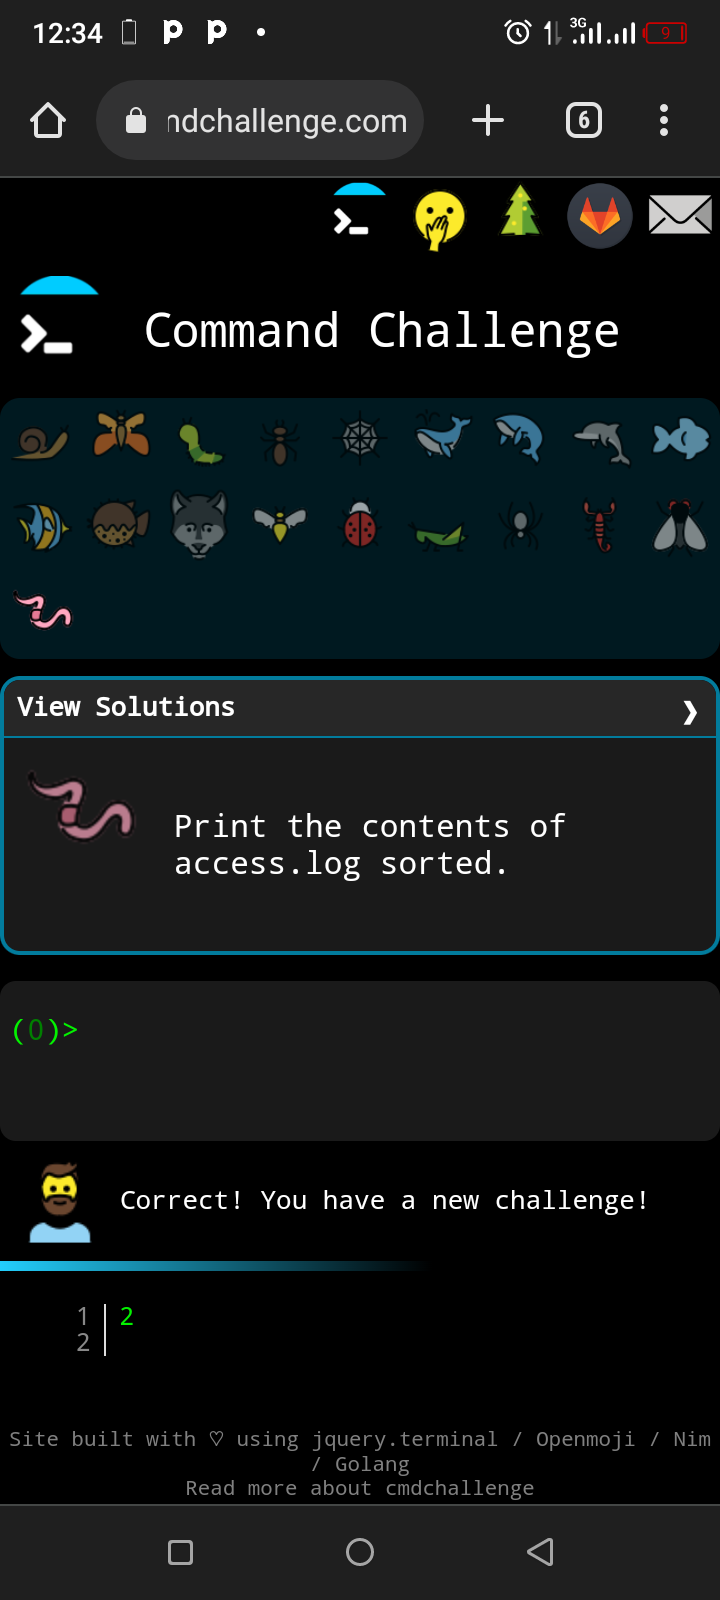 12:34
3G
9
ndchallenge.com
6
Command Challenge
View Solutions
Print the contents of
access.log sorted.
(0)>
Correct! You have a new challenge!
1 2
2
Site built with ♡ using jquery.terminal / Openmoji / Nim
/ Golang
Read more about cmdchallenge